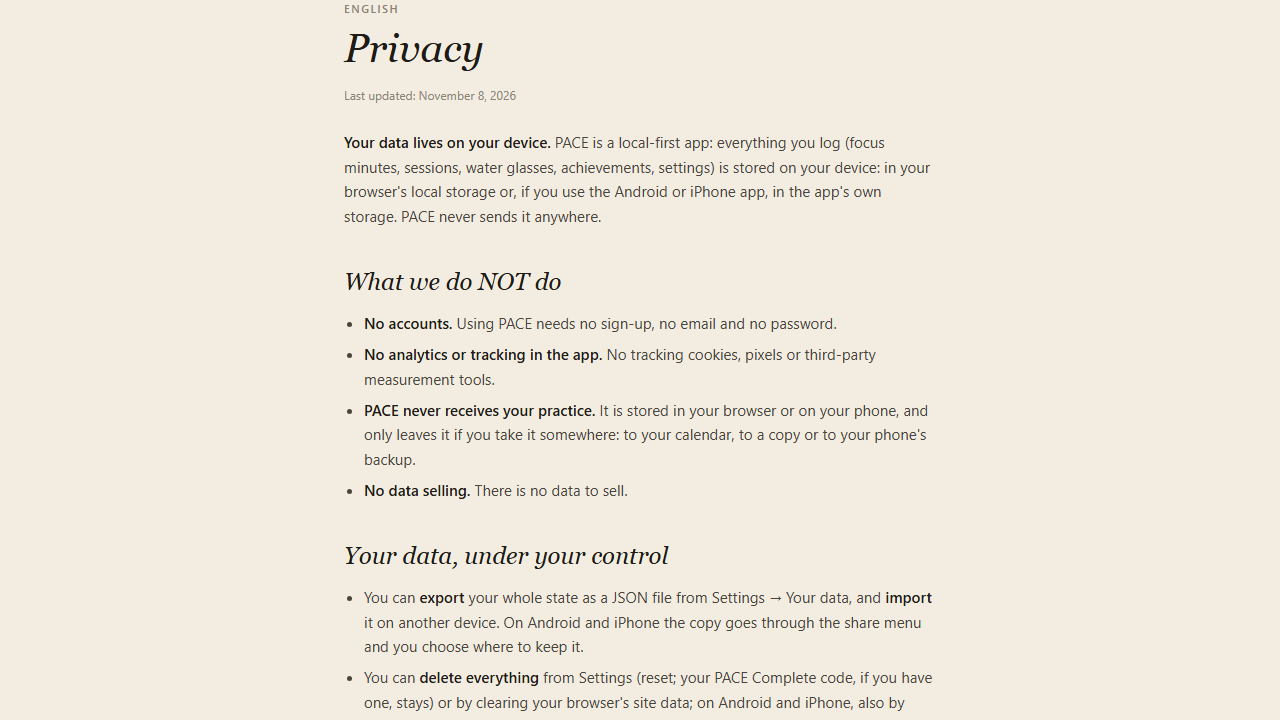 ENGLISH
Privacy
Last updated: November 8, 2026
Your data lives on your device. PACE is a local-first app: everything you log (focus
minutes, sessions, water glasses, achievements, settings) is stored on your device: in your
browser's local storage or, if you use the Android or iPhone app, in the app's own
storage. PACE never sends it anywhere.
What we do NOT do
• No accounts. Using PACE needs no sign-up, no email and no password.
• No analytics or tracking in the app. No tracking cookies, pixels or third-party
measurement tools.
• PACE never receives your practice. It is stored in your browser or on your phone, and
only leaves it if you take it somewhere: to your calendar, to a copy or to your phone's
backup.
• No data selling. There is no data to sell.
Your data, under your control
• You can export your whole state as a JSON file from Settings → Your data, and import
it on another device. On Android and iPhone the copy goes through the share menu
and you choose where to keep it.
• You can delete everything from Settings (reset; your PACE Complete code, if you have
one, stays) or by clearing your browser's site data; on Android and iPhone, also by